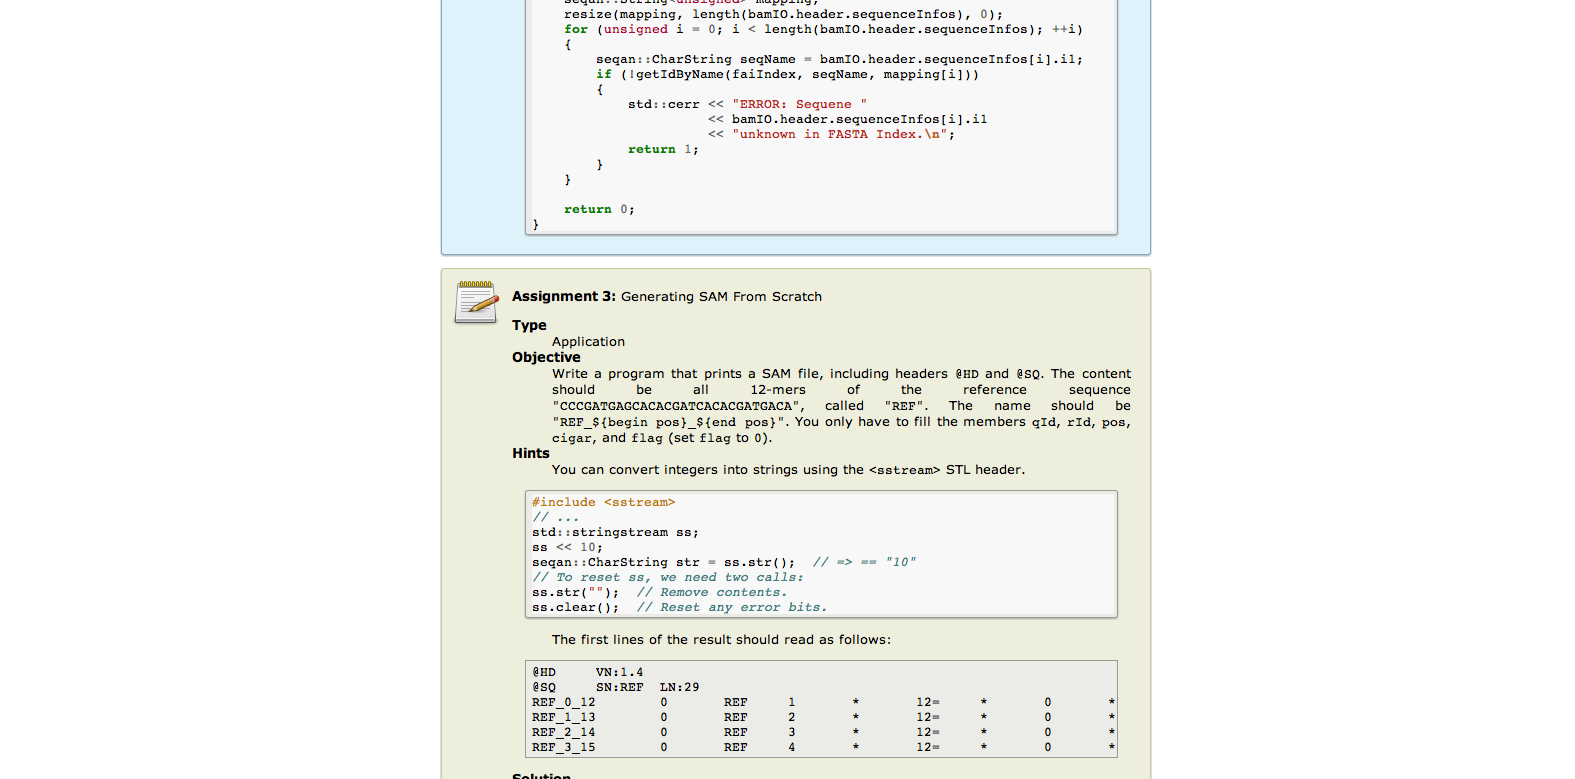 seqan::String<unsigned> mapping;
resize(mapping, length(bamIO.header.sequenceInfos), 0);
for (unsigned i = 0; i < length(bamIO.header.sequenceInfos); ++i)
{
seqan::CharString seqName = bamIO.header.sequenceInfos[i].i1;
if (!getIdByName(faiIndex, seqName, mapping[i]))
{
std::cerr << "ERROR: Sequene "
<< bamIO.header.sequenceInfos[i].i1
<< "unknown in FASTA Index.\n";
return 1;
}
}
return 0;
}
Assignment 3: Generating SAM From Scratch
Type
Application
Objective
Write a program that prints a SAM file, including headers @HD and @SQ. The content
should be all 12-mers of the reference sequence
"CCCGATGAGCACACGATCACACGATGACA", called "REF". The name should be
"REF_${begin pos}_${end pos}". You only have to fill the members qId, rId, pos,
cigar, and flag (set flag to 0).
Hints
You can convert integers into strings using the <sstream> STL header.
#include <sstream>
// ...
std::stringstream ss;
ss << 10;
seqan::CharString str = ss.str();  // => == "10"
// To reset ss, we need two calls:
ss.str("");  // Remove contents.
ss.clear();  // Reset any error bits.
The first lines of the result should read as follows:
@HD VN:1.4
@SQ SN:REF LN:29
REF_0_12 0 REF 1 * 12= * 0 *
REF_1_13 0 REF 2 * 12= * 0 *
REF_2_14 0 REF 3 * 12= * 0 *
REF_3_15 0 REF 4 * 12= * 0 *
Solution